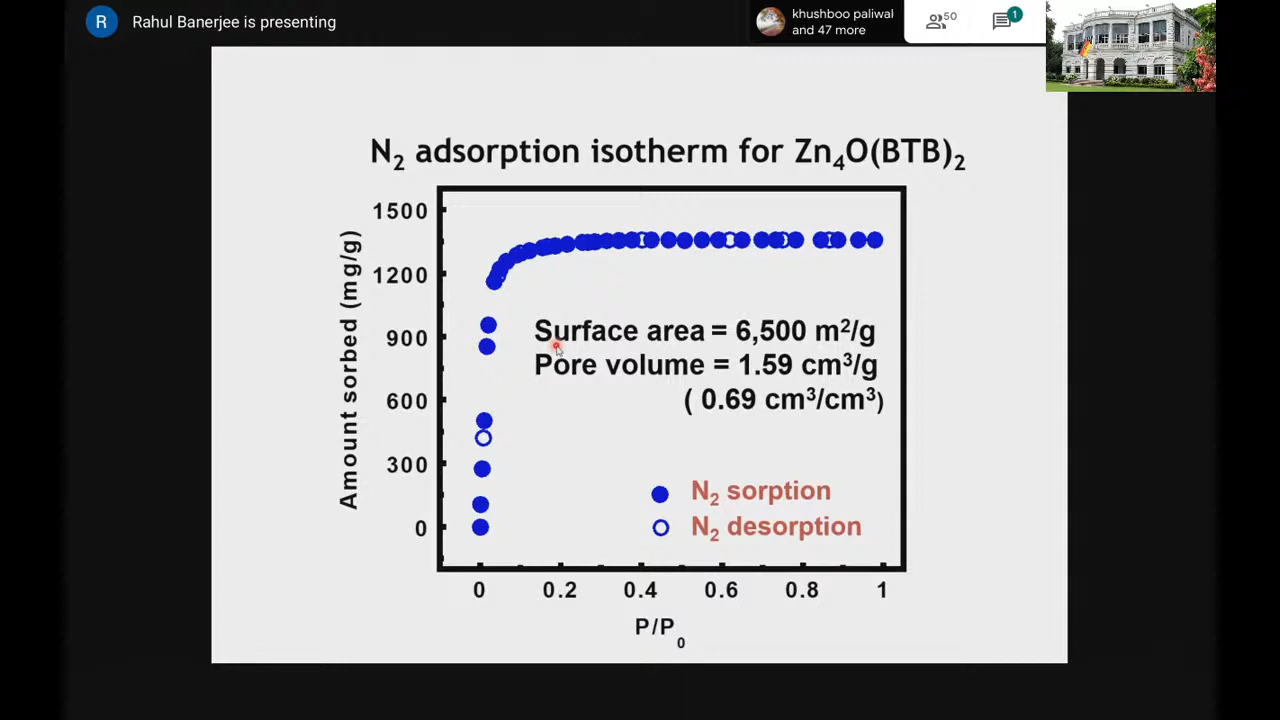 R
Rahul Banerjee is presenting
khushboo paliwal
and 47 more
50
1
N₂ adsorption isotherm for Zn₄O(BTB)₂
1500
1200
900
600
300
0
Amount sorbed (mg/g)
Surface area = 6,500 m²/g
Pore volume = 1.59 cm³/g
( 0.69 cm³/cm³)
N₂ sorption
N₂ desorption
0 0.2 0.4 0.6 0.8 1
P/P₀